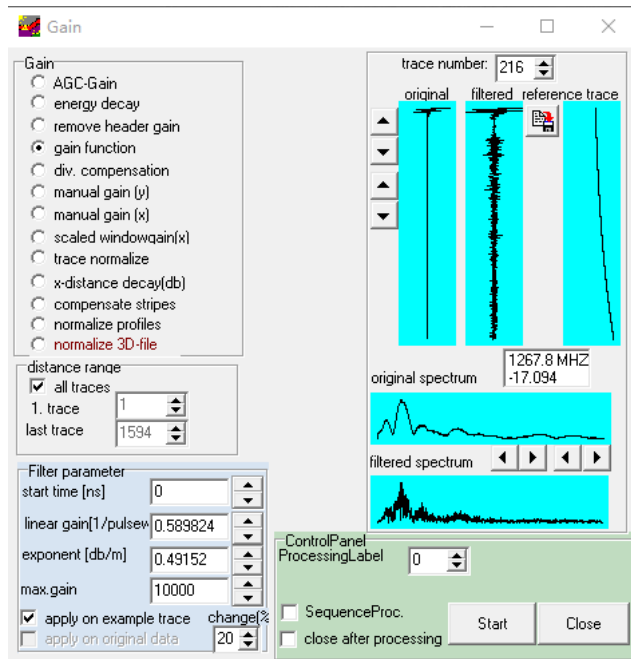 Gain
Gain
AGC-Gain
energy decay
remove header gain
gain function
div. compensation
manual gain (y)
manual gain (x)
scaled windowgain(x)
trace normalize
x-distance decay(db)
compensate stripes
normalize profiles
normalize 3D-file
distance range
all traces
1. trace 1
last trace 1594
Filter parameter
start time [ns] 0
linear gain[1/pulsew 0.589824
exponent [db/m] 0.49152
max.gain 10000
apply on example trace change(%
apply on original data 20
trace number: 216
original filtered reference trace
1267.8 MHZ
original spectrum -17.094
filtered spectrum
ControlPanel
ProcessingLabel 0
SequenceProc.
close after processing
Start Close